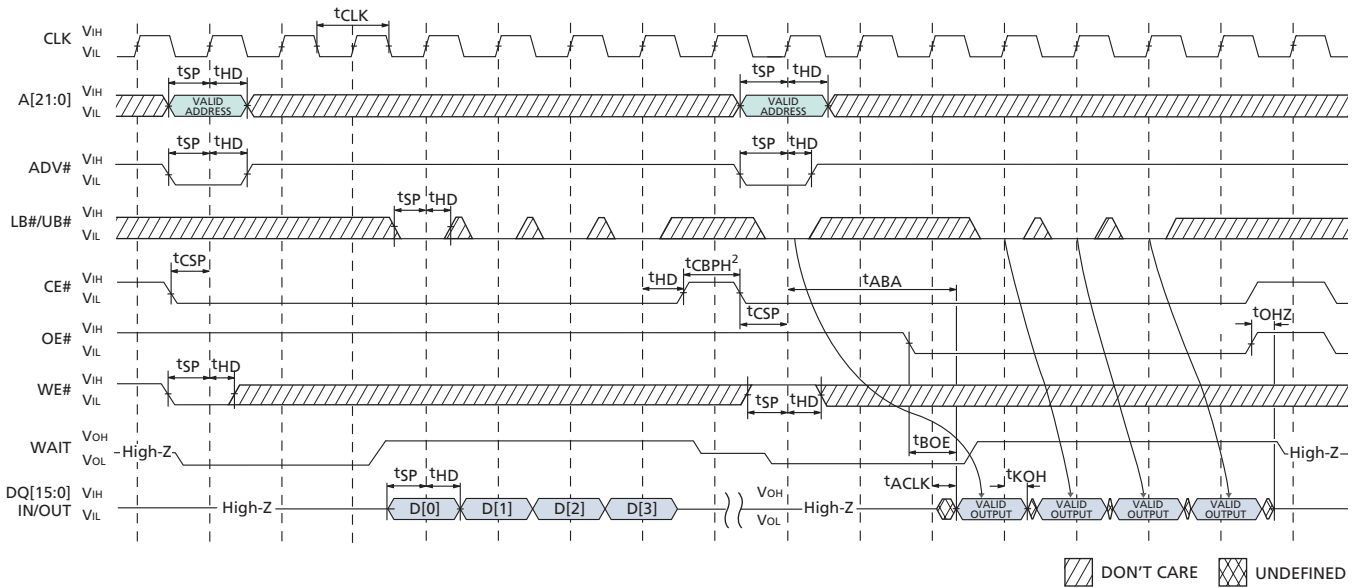 tCLK
CLK VIH
VIL
tSP tHD tSP tHD
A[21:0] VIH
VIL
VALID ADDRESS VALID ADDRESS
tSP tHD tSP tHD
ADV# VIH
VIL
LB#/UB# VIH
VIL
tSP tHD
tCSP tHD tCBPH2 tABA
CE# VIH
VIL
tCSP tOHZ
OE# VIH
VIL
tSP tHD
WE# VIH
VIL
tSP tHD
WAIT VOH
VOL
High-Z tBOE High-Z
tSP tHD tACLK tKOH
DQ[15:0] IN/OUT VIH
VIL
High-Z D[0] D[1] D[2] D[3] VOH
VOL
High-Z VALID OUTPUT VALID OUTPUT VALID OUTPUT VALID OUTPUT
DON'T CARE UNDEFINED